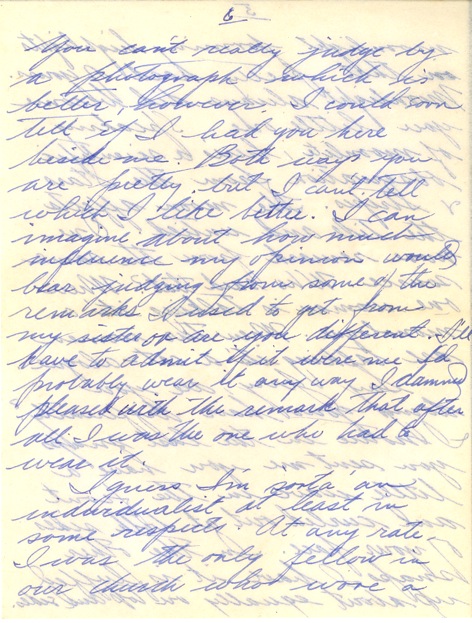 6
You can't really judge by
a photograph which is
better, however. I could soon
tell if I had you here
beside me. Both ways you
are pretty, but I can't tell
which I like better. I can
imagine about how much
influence my opinion would
bear judging from some of the
remarks I used to get from
my sister or are you different. I'll
have to admit if it were me I'd
probably wear it any way I damned
pleased with the remark that after
all I was the one who had to
wear it.
I guess I'm sorta' an
individualist at least in
some respects. At any rate,
I was the only fellow in
our church who wore a